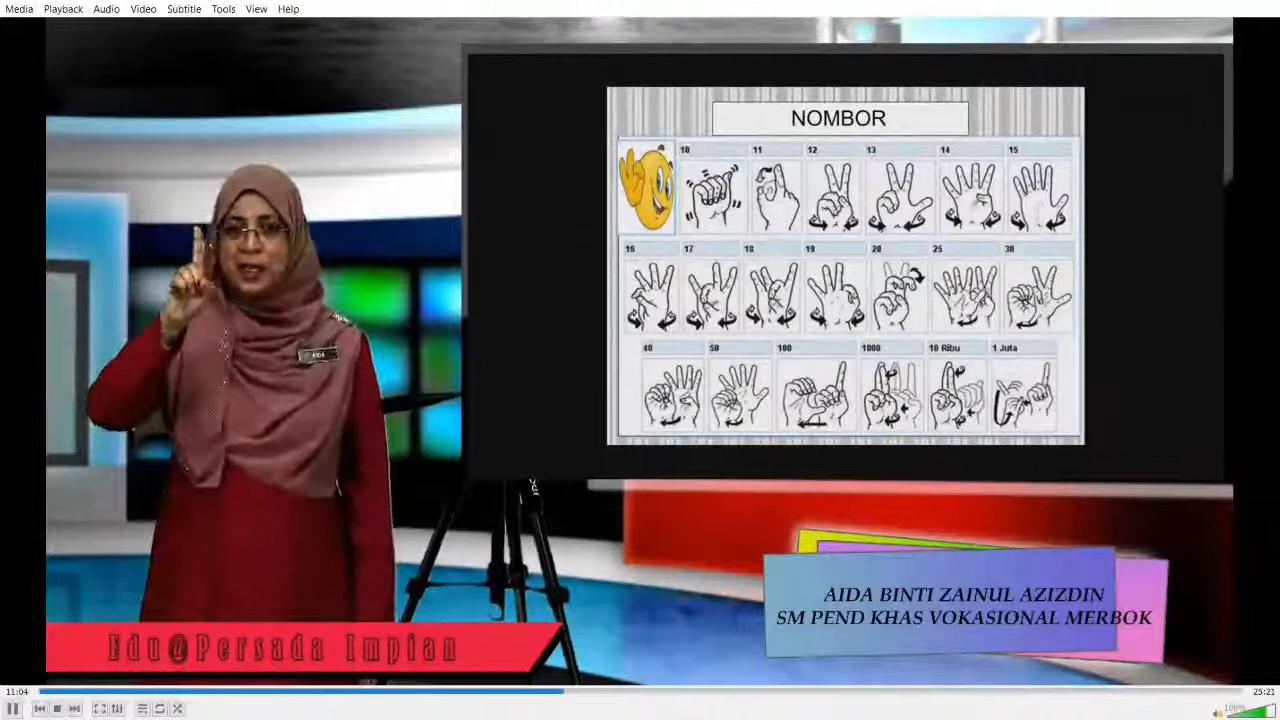 Media Playback Audio Video Subtitle Tools View Help
NOMBOR
10 11 12 13 14 15
16 17 18 19 20 25 30
40 50 100 1000 10 Ribu 1 Juta
AIDA
AIDA BINTI ZAINUL AZIZDIN
SM PEND KHAS VOKASIONAL MERBOK
Edu@Persada Impian
11:04 25:21
100%